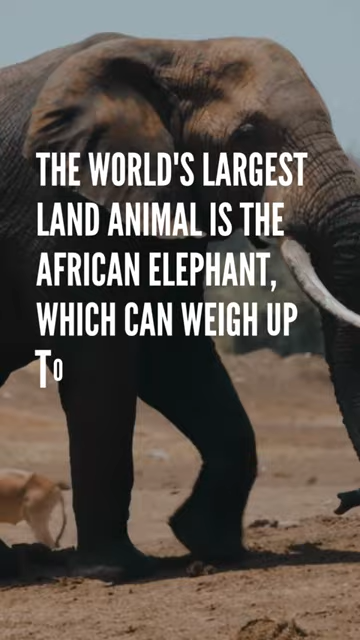 THE WORLD'S LARGEST
LAND ANIMAL IS THE
AFRICAN ELEPHANT,
WHICH CAN WEIGH UP
To